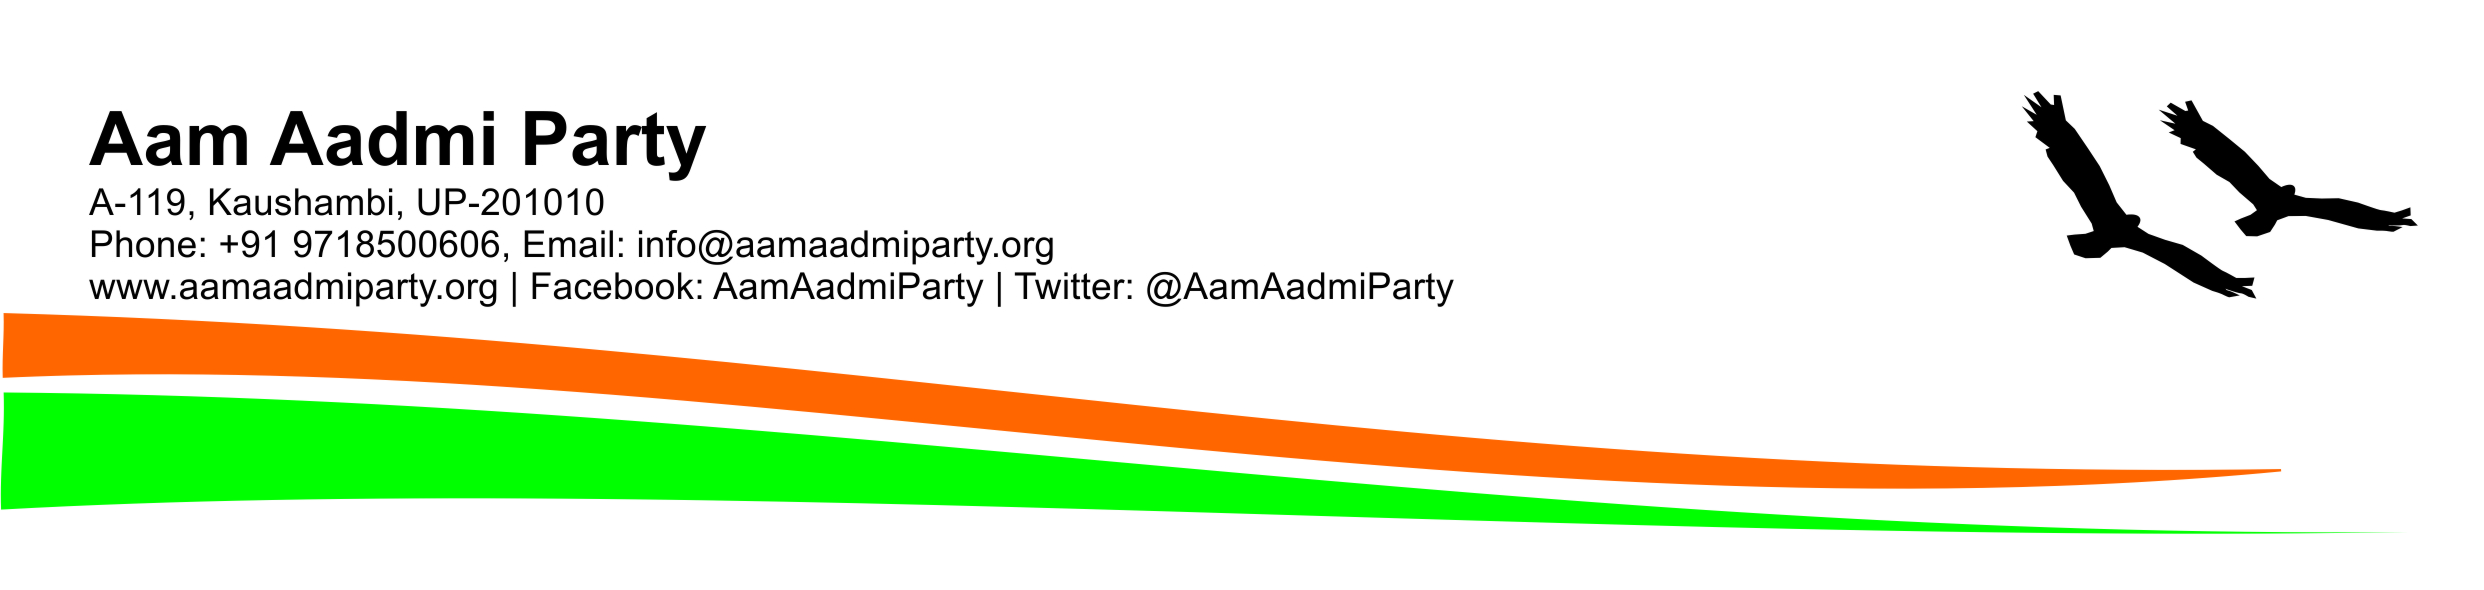 Aam Aadmi Party
A-119, Kaushambi, UP-201010
Phone: +91 9718500606, Email: info@aamaadmiparty.org
www.aamaadmiparty.org | Facebook: AamAadmiParty | Twitter: @AamAadmiParty